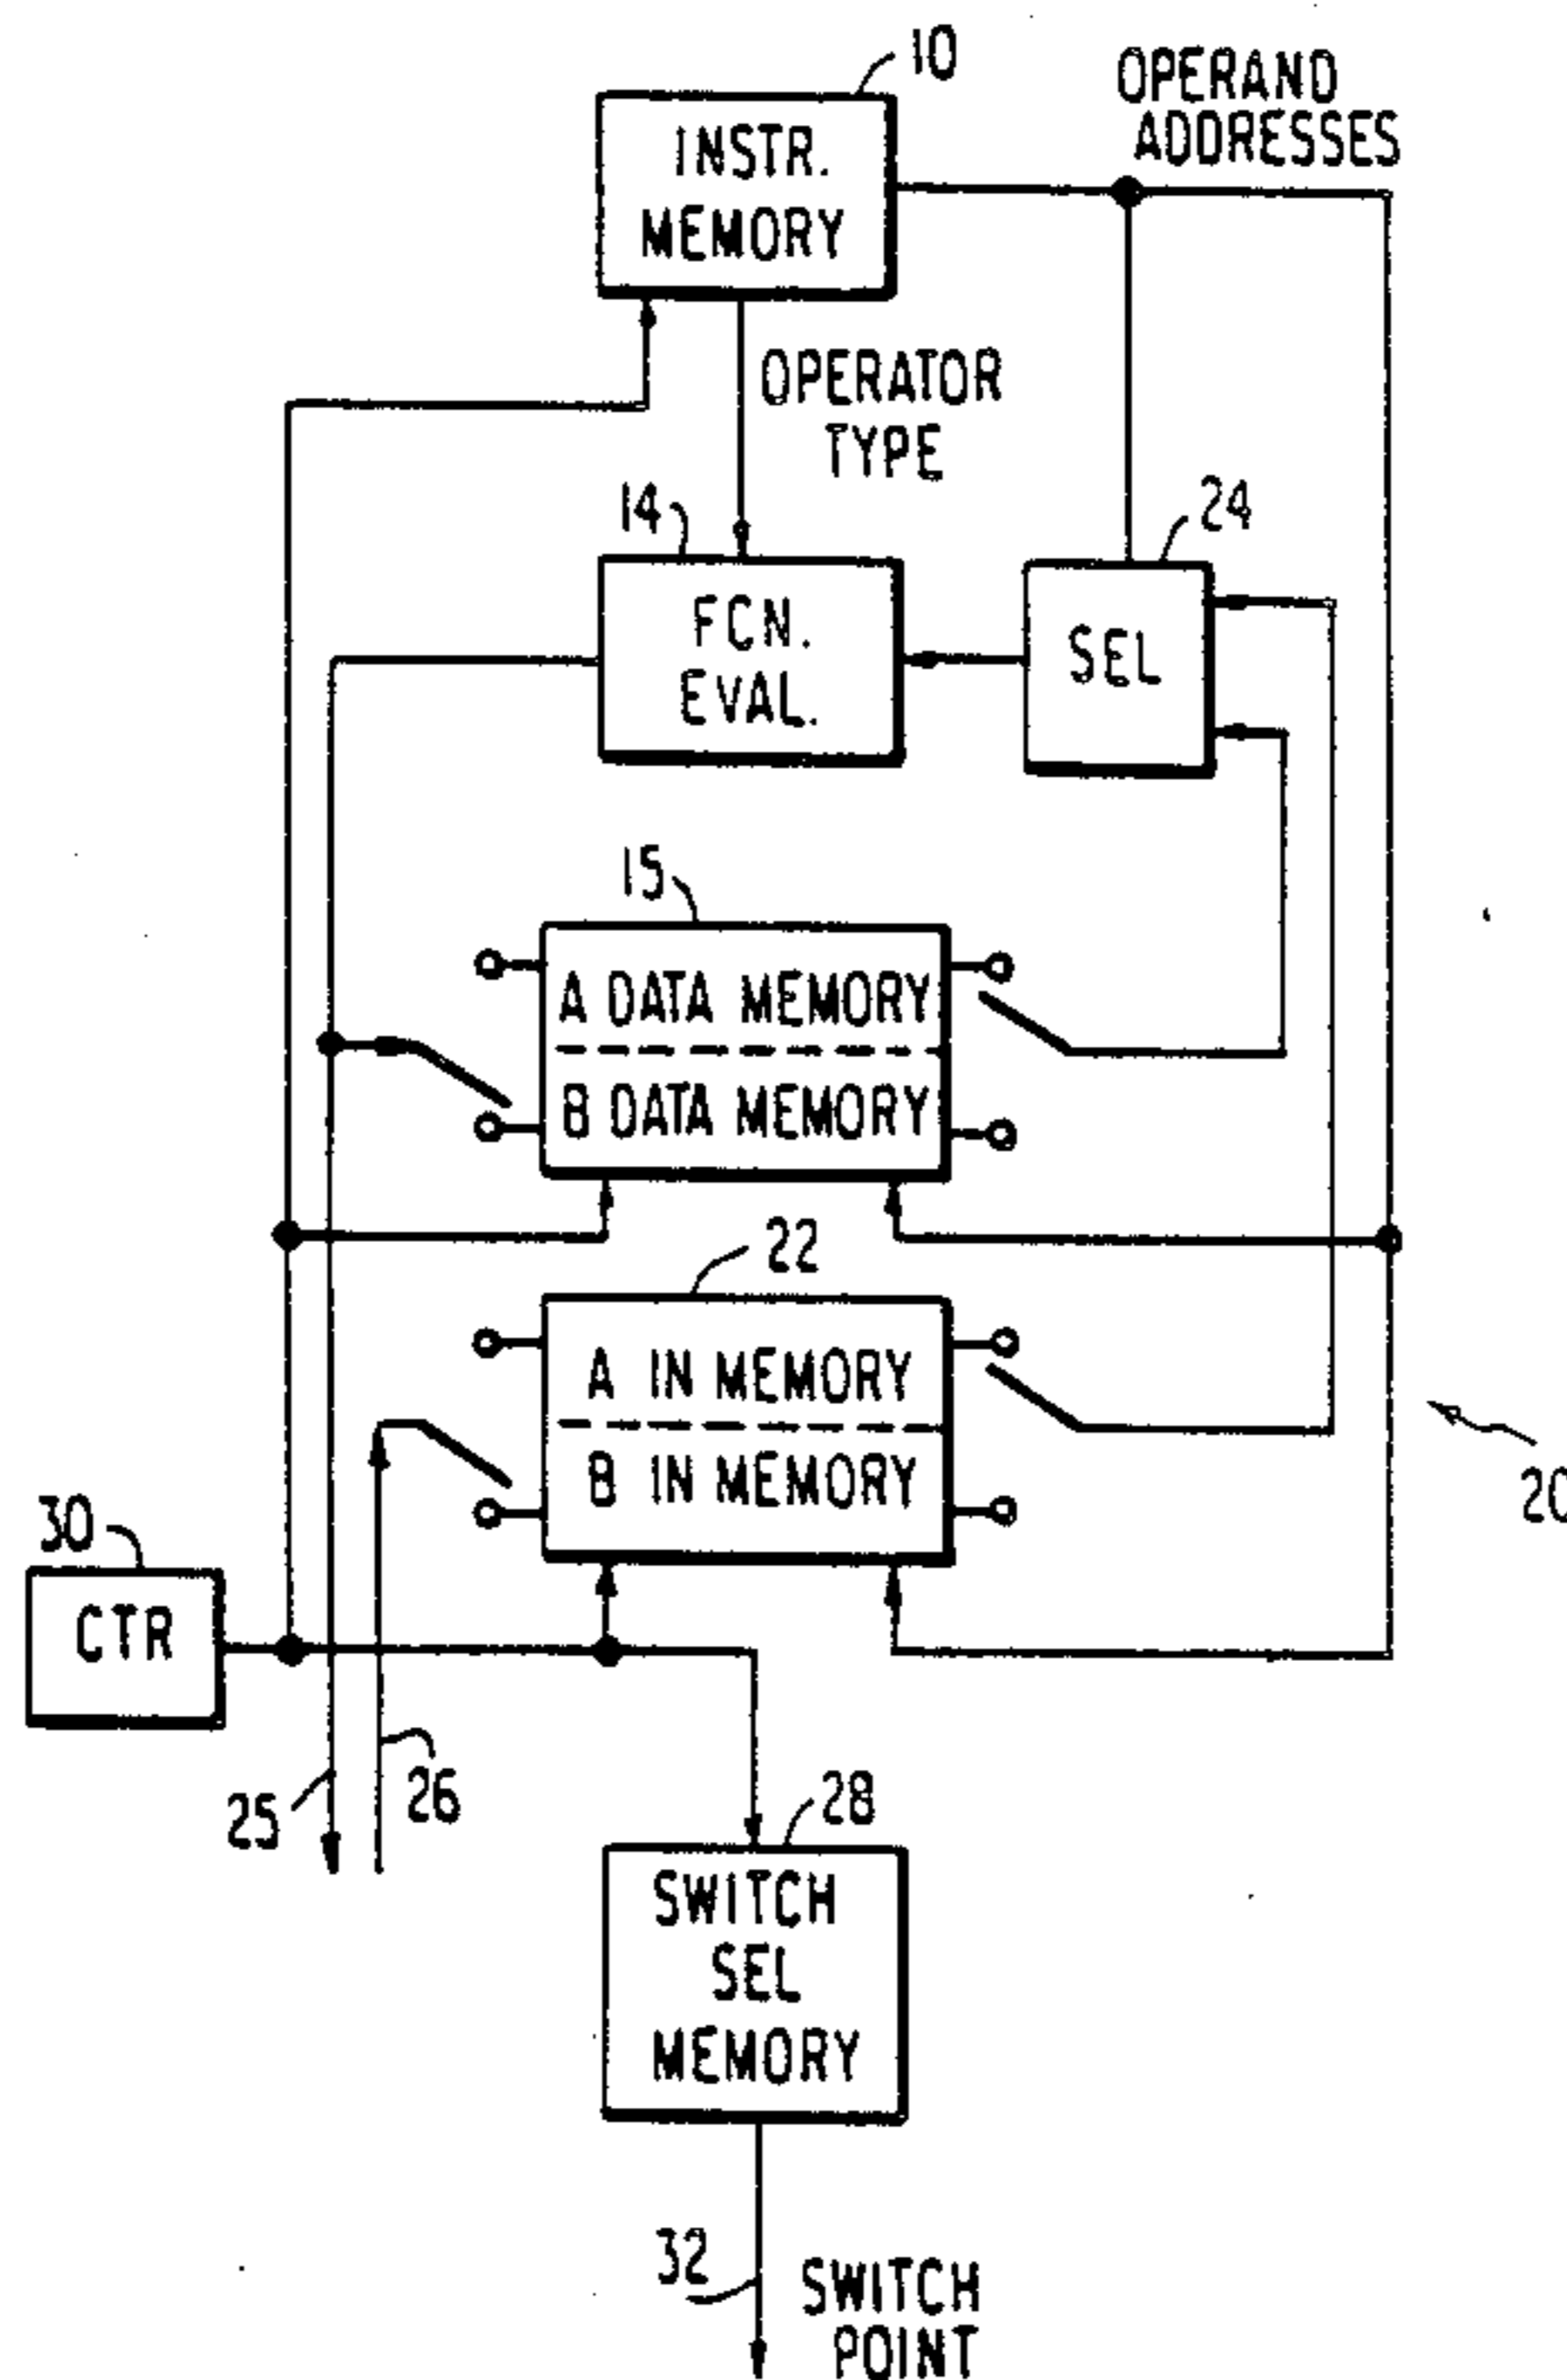 10
OPERAND
ADDRESSES
INSTR.
MEMORY
OPERATOR
TYPE
14
24
FCN.
EVAL.
SEL
15
A DATA MEMORY
B DATA MEMORY
22
A IN MEMORY
B IN MEMORY
20
30
CTR
25
26
28
SWITCH
SEL
MEMORY
32
SWITCH
POINT